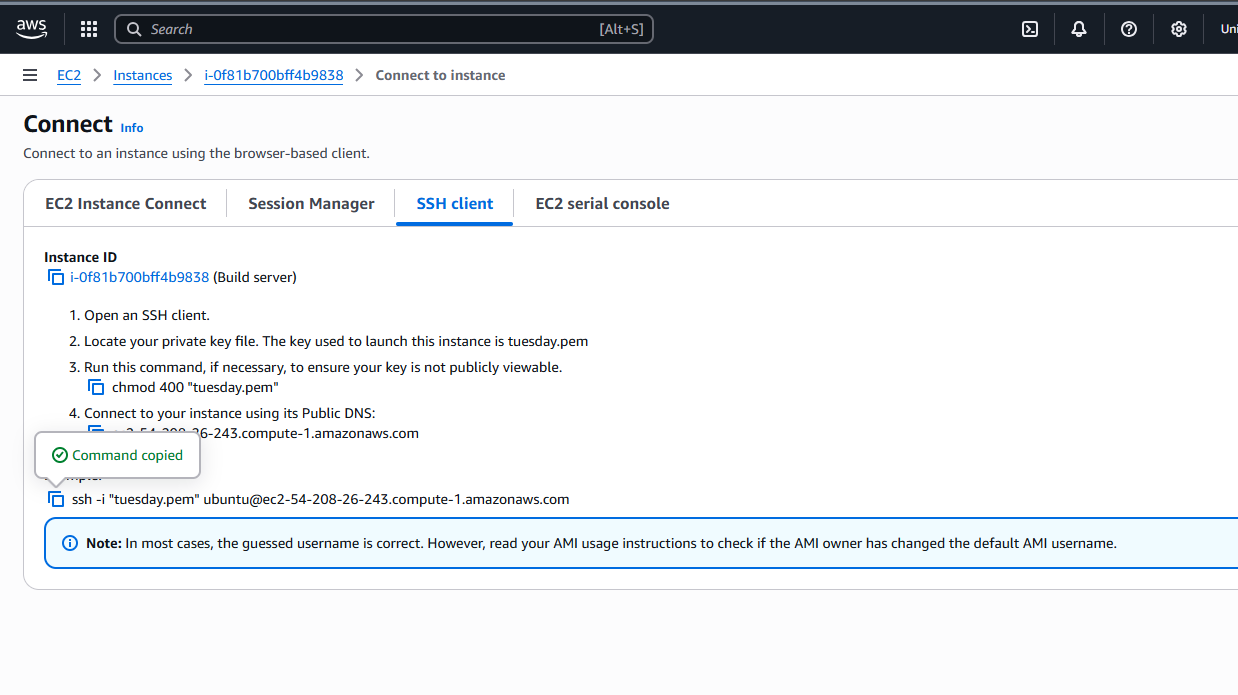 aws Search [Alt+S]
EC2 Instances i-0f81b700bff4b9838 Connect to instance
Connect Info
Connect to an instance using the browser-based client.
EC2 Instance Connect Session Manager SSH client EC2 serial console
Instance ID
i-0f81b700bff4b9838 (Build server)
1. Open an SSH client.
2. Locate your private key file. The key used to launch this instance is tuesday.pem
3. Run this command, if necessary, to ensure your key is not publicly viewable.
chmod 400 "tuesday.pem"
4. Connect to your instance using its Public DNS:
26-243.compute-1.amazonaws.com
Command copied
ssh -i "tuesday.pem" ubuntu@ec2-54-208-26-243.compute-1.amazonaws.com
Note: In most cases, the guessed username is correct. However, read your AMI usage instructions to check if the AMI owner has changed the default AMI username.